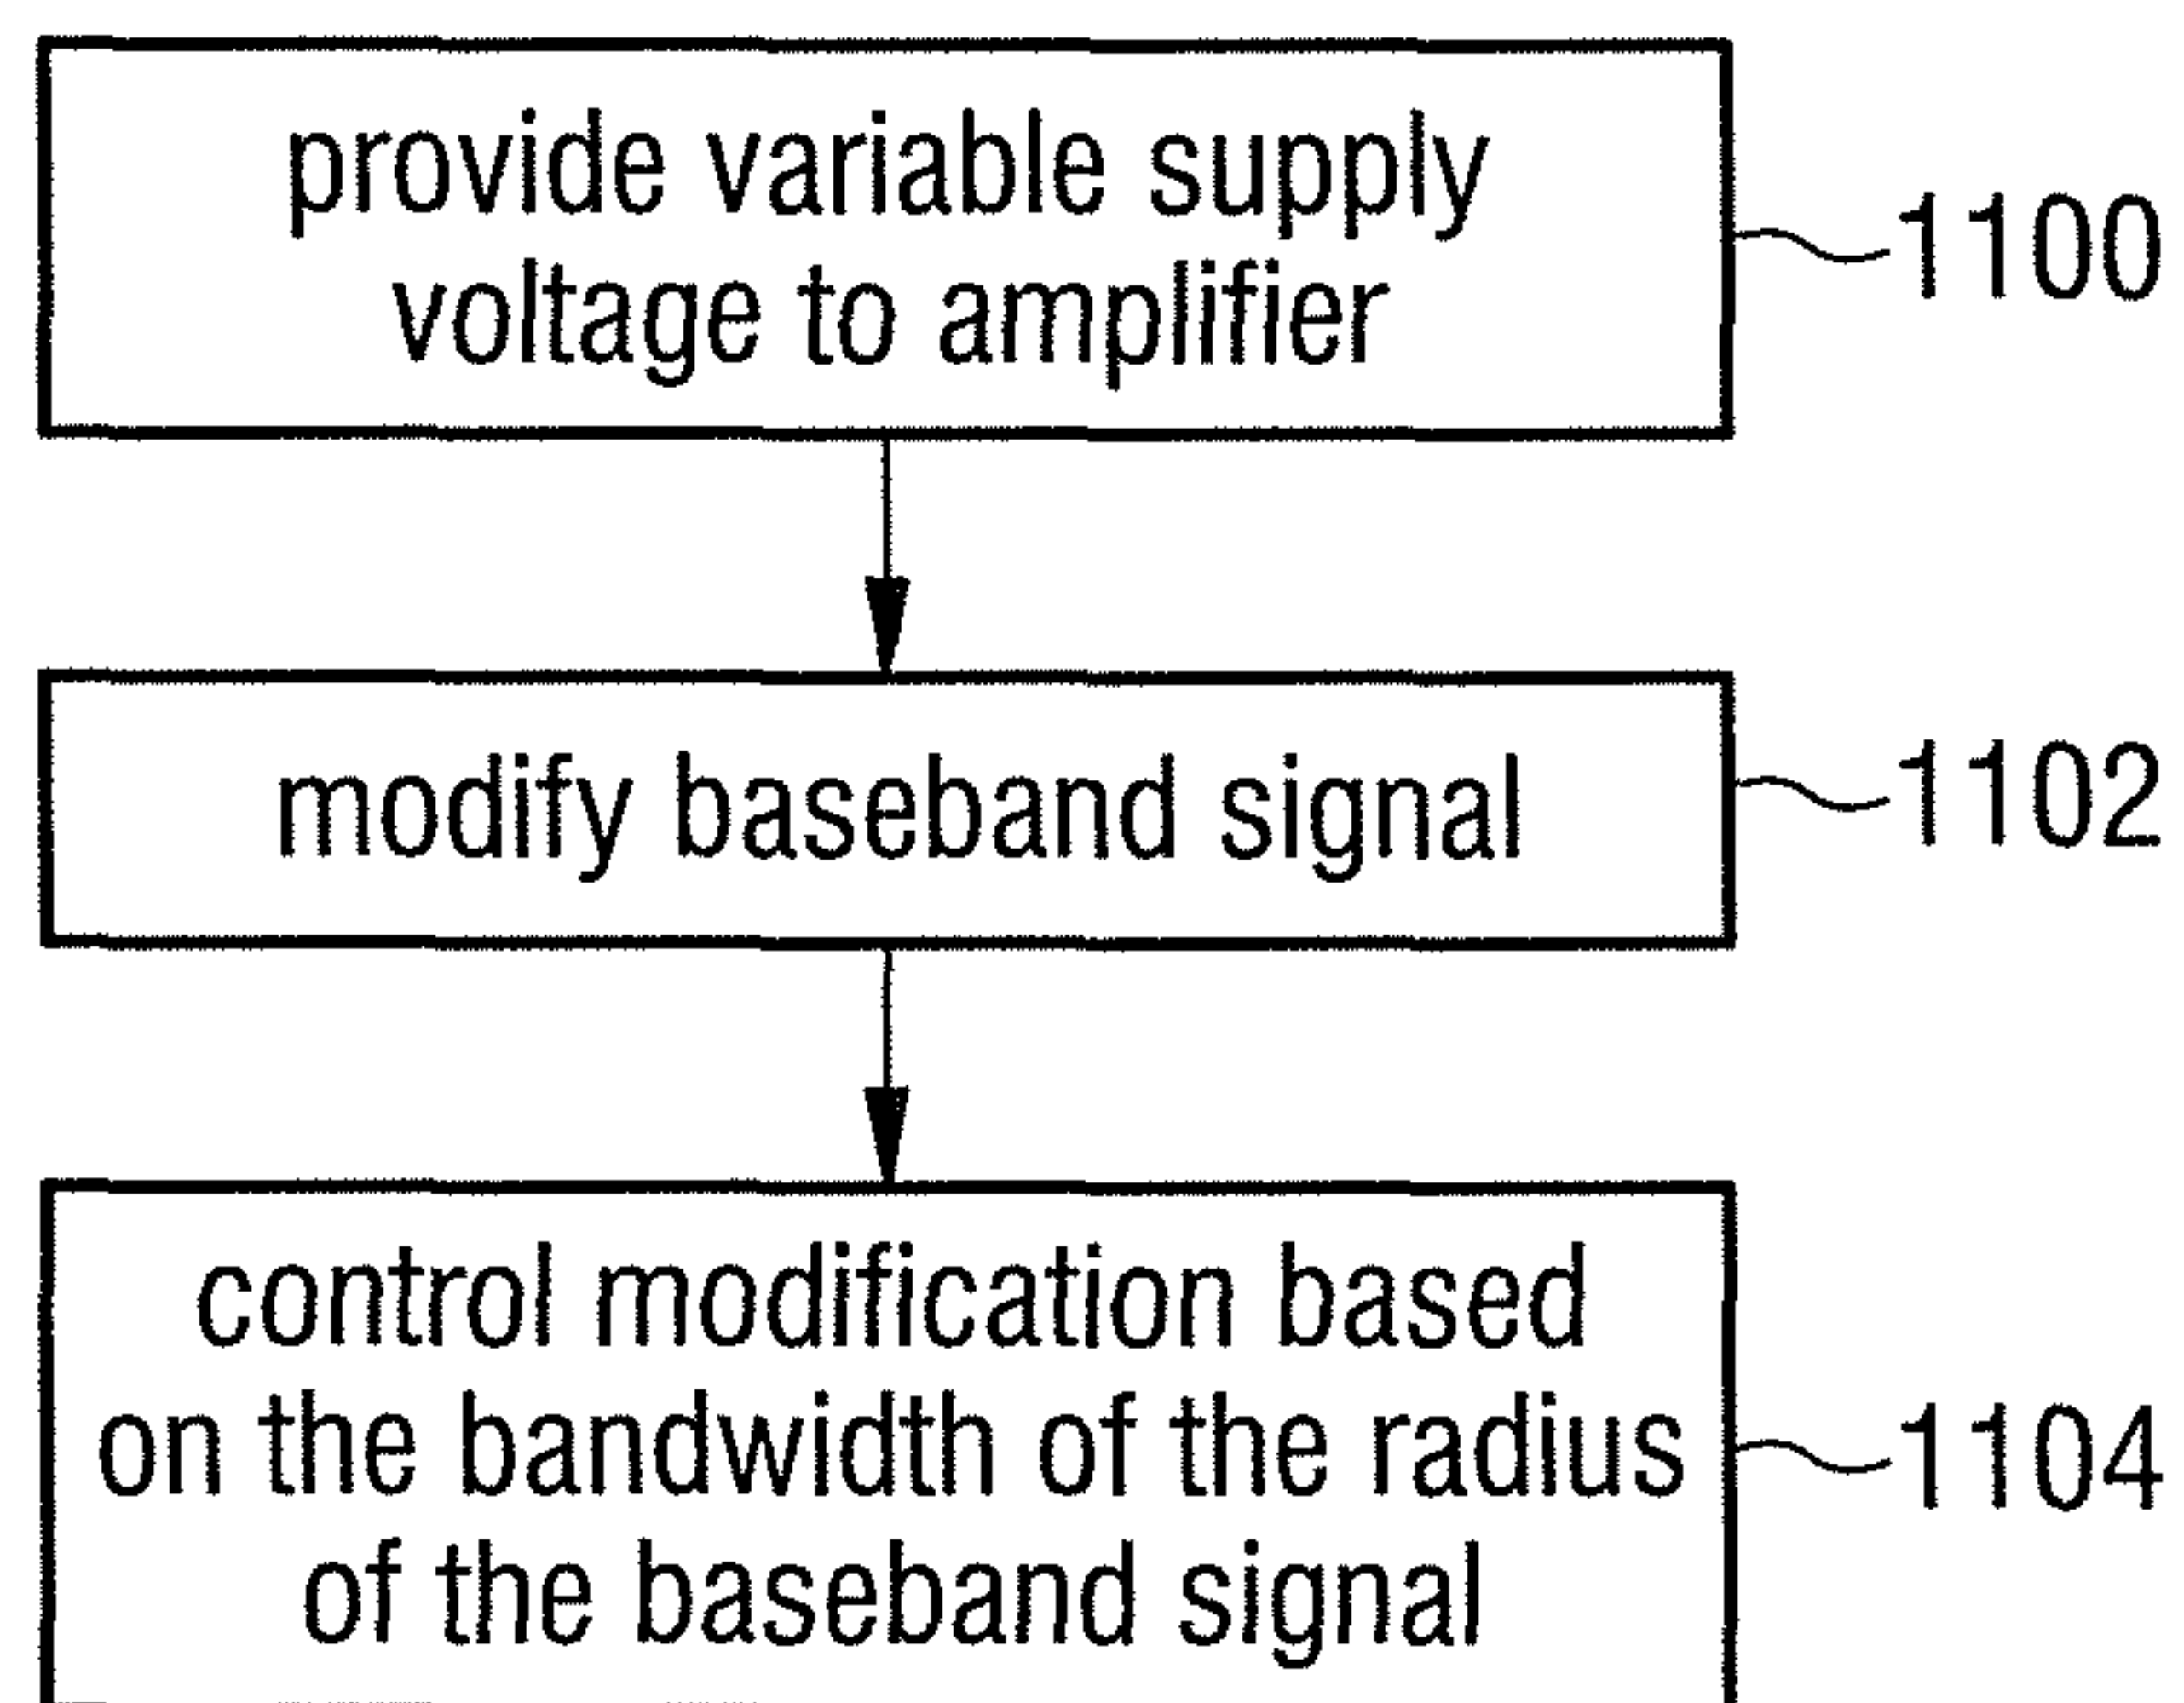 provide variable supply
voltage to amplifier
1100
modify baseband signal
1102
control modification based
on the bandwidth of the radius
of the baseband signal
1104